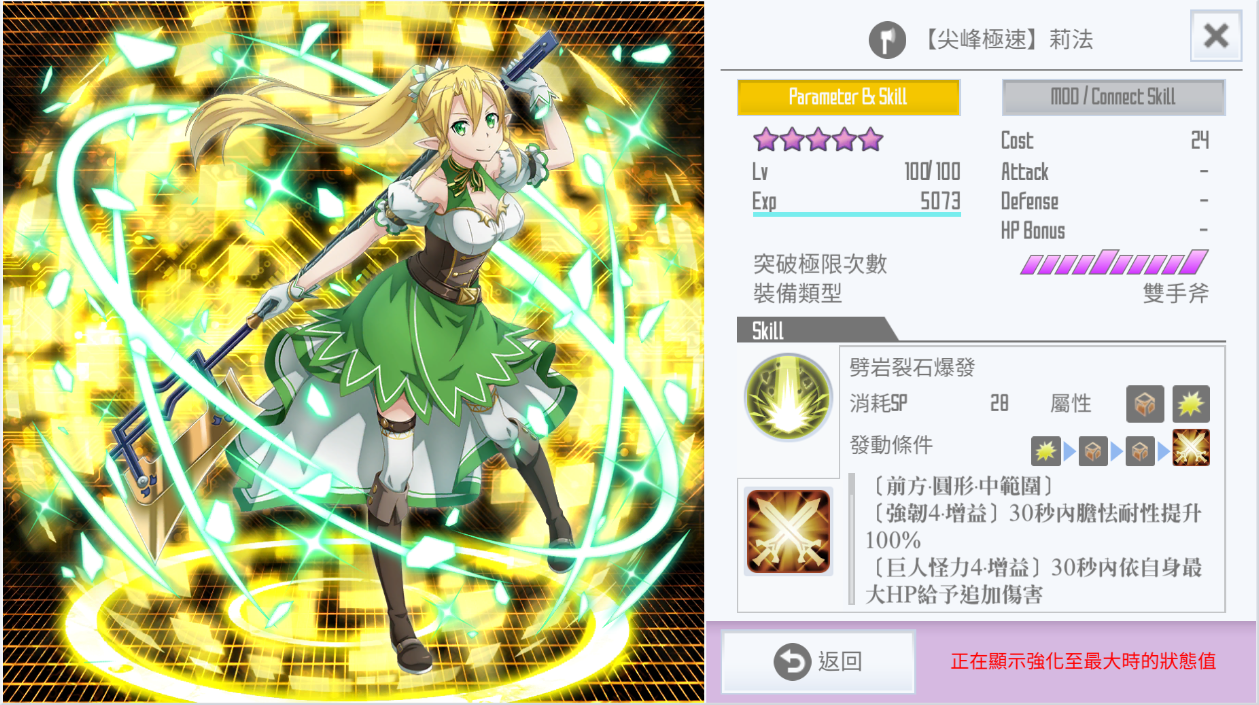 【尖峰極速】莉法
Parameter & Skill
MOD / Connect Skill
Lv 100/100
Exp 5073
Cost 24
Attack -
Defense -
HP Bonus -
突破極限次數
裝備類型 雙手斧
Skill
劈岩裂石爆發
消耗SP 28 屬性
發動條件
〔前方·圓形·中範圍〕
〔強韌4·增益〕30秒內膽怯耐性提升
100%
〔巨人怪力4·增益〕30秒內依自身最
大HP給予追加傷害
返回
正在顯示強化至最大時的狀態值